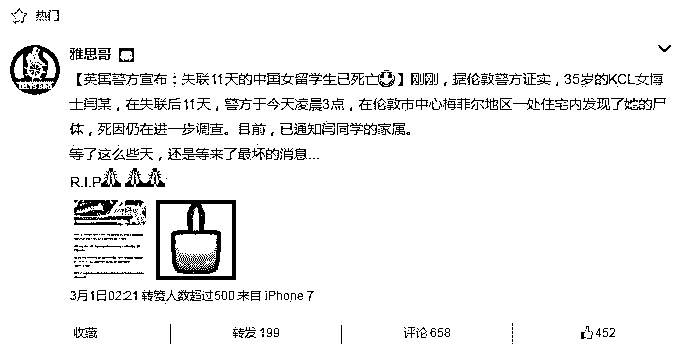 热门
雅思哥
【英国警方宣布：失联11天的中国女留学生已死亡】刚刚，据伦敦警方证实，35岁的KCL女博
士闫某，在失联后11天，警方于今天凌晨3点，在伦敦市中心梅菲尔地区一处住宅内发现了她的尸
体，死因仍在进一步调查。目前，已通知闫同学的家属。
等了这么些天，还是等来了最坏的消息...
R.I.P
3月1日02:21 转赞人数超过500 来自 iPhone 7
收藏
转发 199
评论 658
452